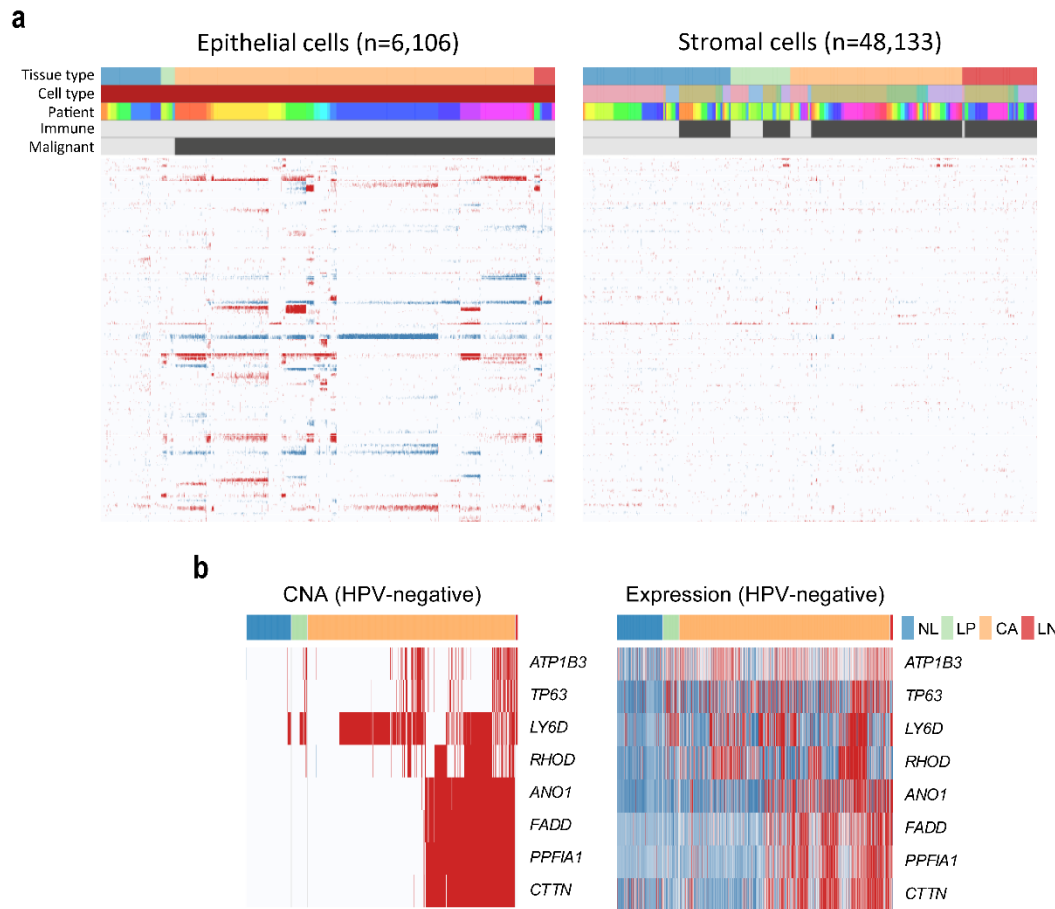 a
Epithelial cells (n=6,106)
Stromal cells (n=48,133)
Tissue type
Cell type
Patient
Immune
Malignant
b
CNA (HPV-negative)
Expression (HPV-negative)
NL LP CA LN
ATP1B3
TP63
LY6D
RHOD
ANO1
FADD
PPFIA1
CTTN
ATP1B3
TP63
LY6D
RHOD
ANO1
FADD
PPFIA1
CTTN